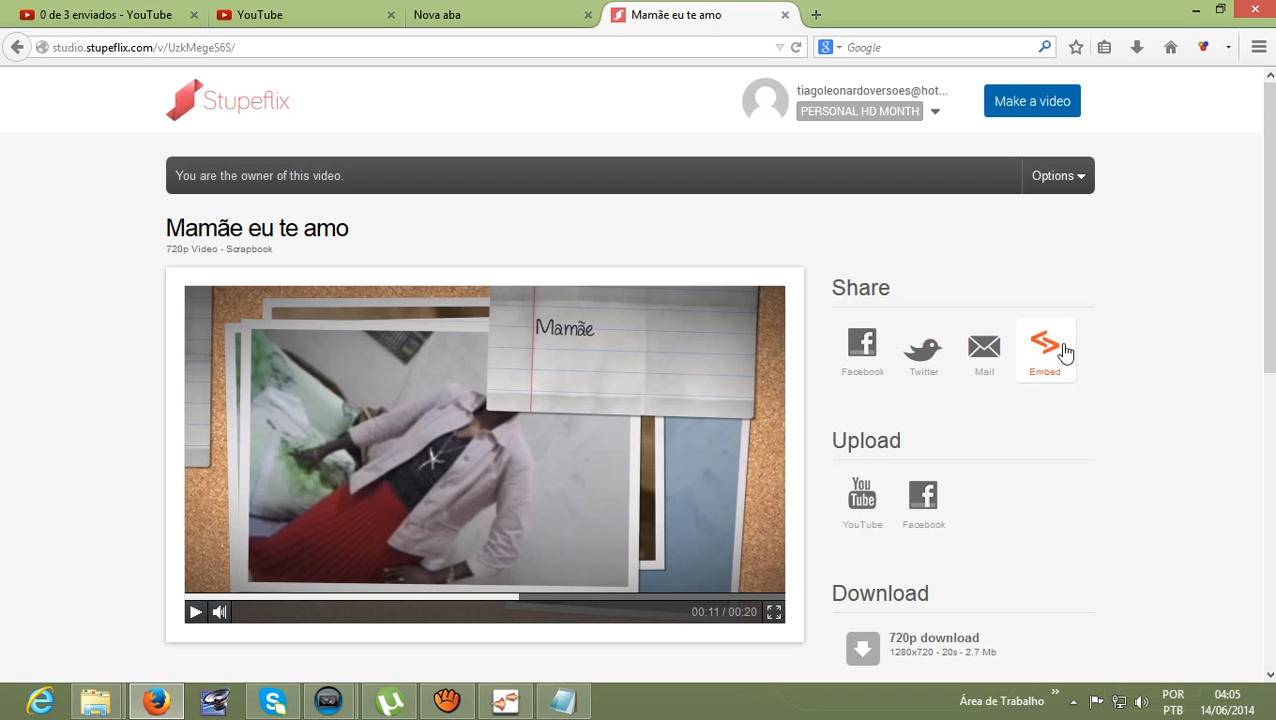 0 de 3 enviados - YouTube
YouTube
Nova aba
Mamãe eu te amo
studio.stupeflix.com/v/UzkMegeS6S/
Google
Stupeflix
tiagoleonardoversoes@hot...
PERSONAL HD MONTH
Make a video
You are the owner of this video.
Options
Mamãe eu te amo
720p Video - Scrapbook
Mamãe
00:11 / 00:20
Share
Facebook
Twitter
Mail
Embed
Upload
You
Tube
YouTube
Facebook
Download
720p download
1280x720 - 20s - 2.7 Mb
Área de Trabalho
POR
PTB
04:05
14/06/2014